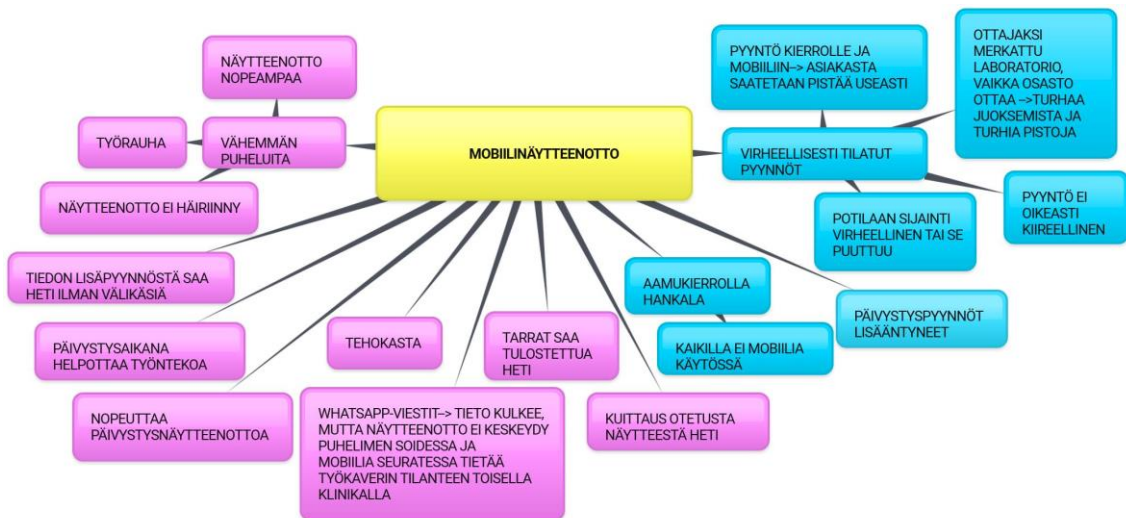 NÄYTTEENOTTO
NOPEAMPAA
TYÖRAUHA
VÄHEMMÄN
PUHELUITA
NÄYTTEENOTTO EI HÄIRIINNY
MOBIILINÄYTTEENOTTO
PYYNTÖ KIERROLLE JA
MOBIILIIN–> ASIAKASTA
SAATETAAN PISTÄÄ USEASTI
OTTAJAKSI
MERKATTU
LABORATORIO,
VAIKKA OSASTO
OTTAA –>TURHAA
JUOKSEMISTA JA
TURHIA PISTOJA
VIRHEELLISESTI TILATUT
PYYNNÖT
PYYNTÖ EI
OIKEASTI
KIIREELLINEN
POTILAAN SIJAINTI
VIRHEELLINEN TAI SE
PUUTTUU
TIEDON LISÄPYYNNÖSTÄ SAA
HETI ILMAN VÄLIKÄSIÄ
AAMUKIERROLLA
HANKALA
PÄIVYSTYSPYYNNÖT
LISÄÄNTYNEET
PÄIVYSTYSAIKANA
HELPOTTAA TYÖNTEKOA
TEHOKASTA
TARRAT SAA
TULOSTETTUA
HETI
KAIKILLA EI MOBIILIA
KÄYTÖSSÄ
NOPEUTTAA
PÄIVYSTYSNÄYTTEENOTTOA
WHATSAPP-VIESTIT–> TIETO KULKEE,
MUTTA NÄYTTEENOTTO EI KESKEYDY
PUHELIMEN SOIDESSA JA
MOBIILIA SEURATESSA TIETÄÄ
TYÖKAVERIN TILANTEEN TOISELLA
KLINIKALLA
KUITTAUS OTETUSTA
NÄYTTEESTÄ HETI